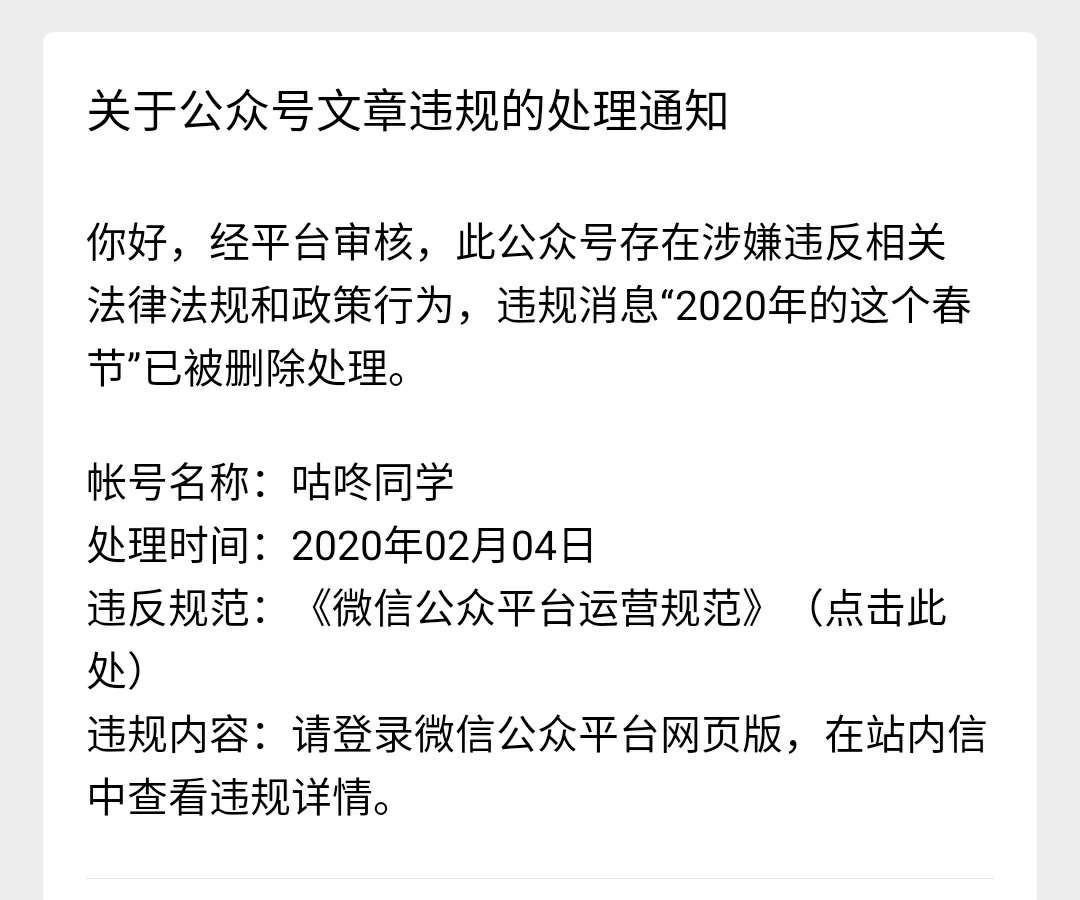 关于公众号文章违规的处理通知
你好，经平台审核，此公众号存在涉嫌违反相关
法律法规和政策行为，违规消息“2020年的这个春
节”已被删除处理。
帐号名称：咕咚同学
处理时间：2020年02月04日
违反规范：《微信公众平台运营规范》（点击此
处）
违规内容：请登录微信公众平台网页版，在站内信
中查看违规详情。